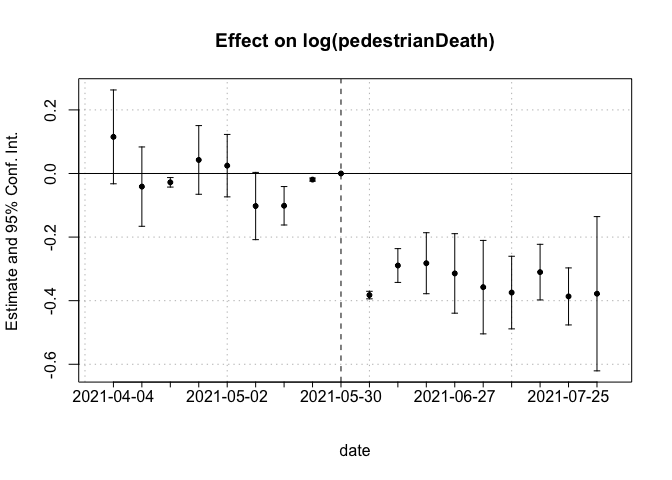 Effect on log(pedestrianDeath)
Estimate and 95% Conf. Int.
0.2
0.0
-0.2
-0.4
-0.6
2021-04-04 2021-05-02 2021-05-30 2021-06-27 2021-07-25
date